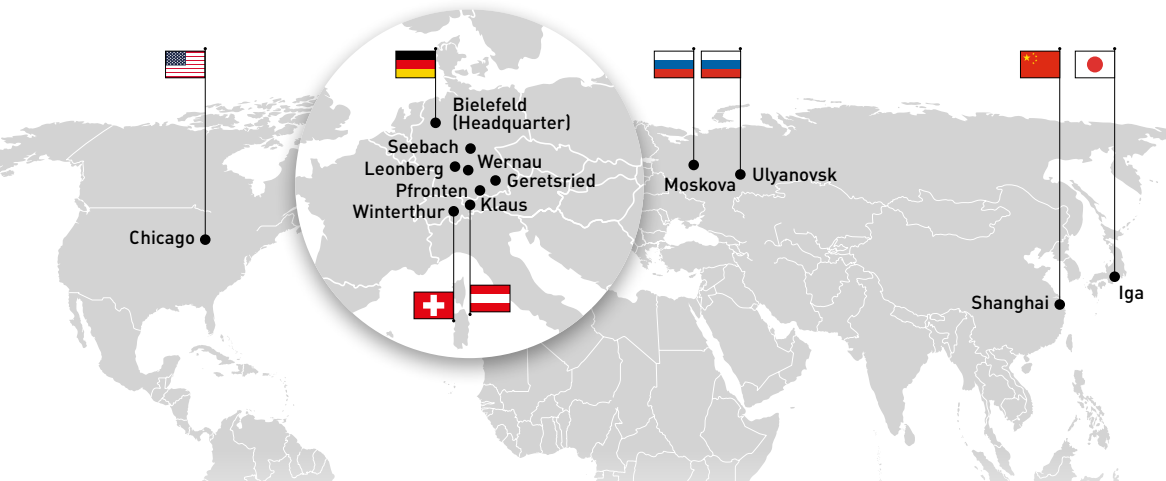 Bielefeld
(Headquarter)
Seebach
Wernau
Leonberg
Geretsried
Pfronten
Klaus
Winterthur
Moskova
Ulyanovsk
Chicago
Shanghai
Iga